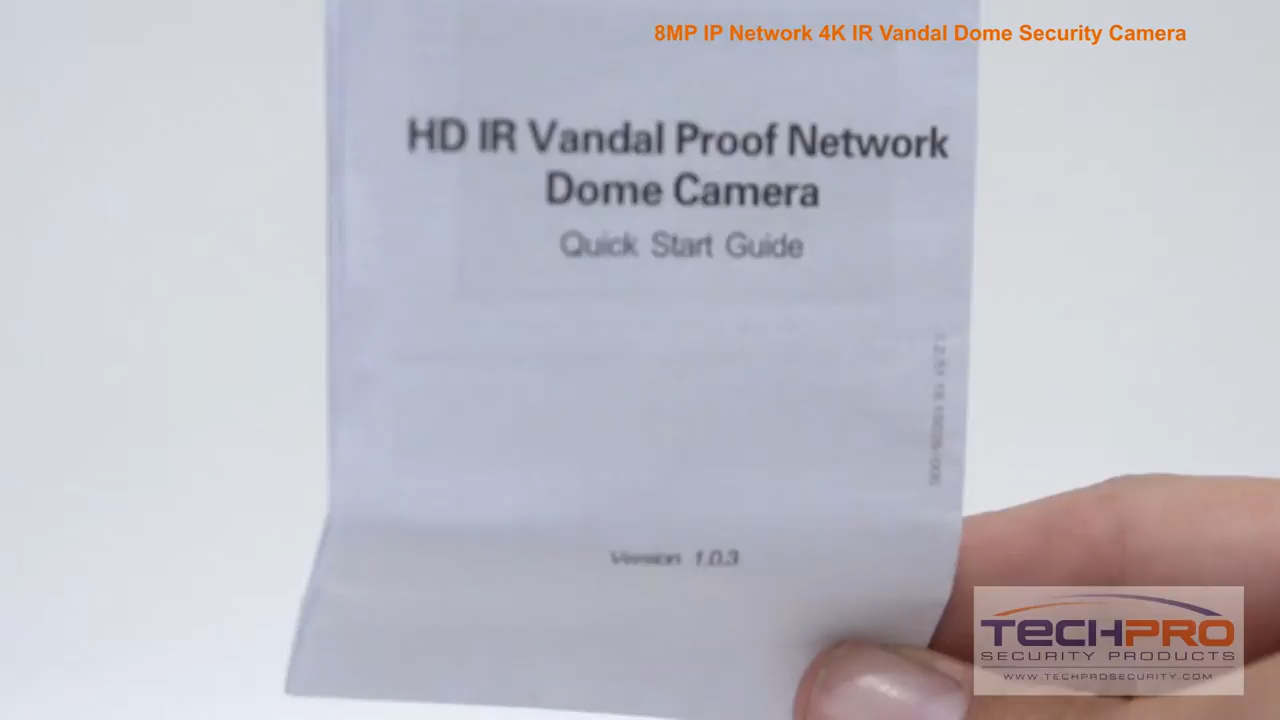 8MP IP Network 4K IR Vandal Dome Security Camera
HD IR Vandal Proof Network
Dome Camera
Quick Start Guide
Version 1.0.3
TECHPRO
SECURITY PRODUCTS
WWW.TECHPROSECURITY.COM